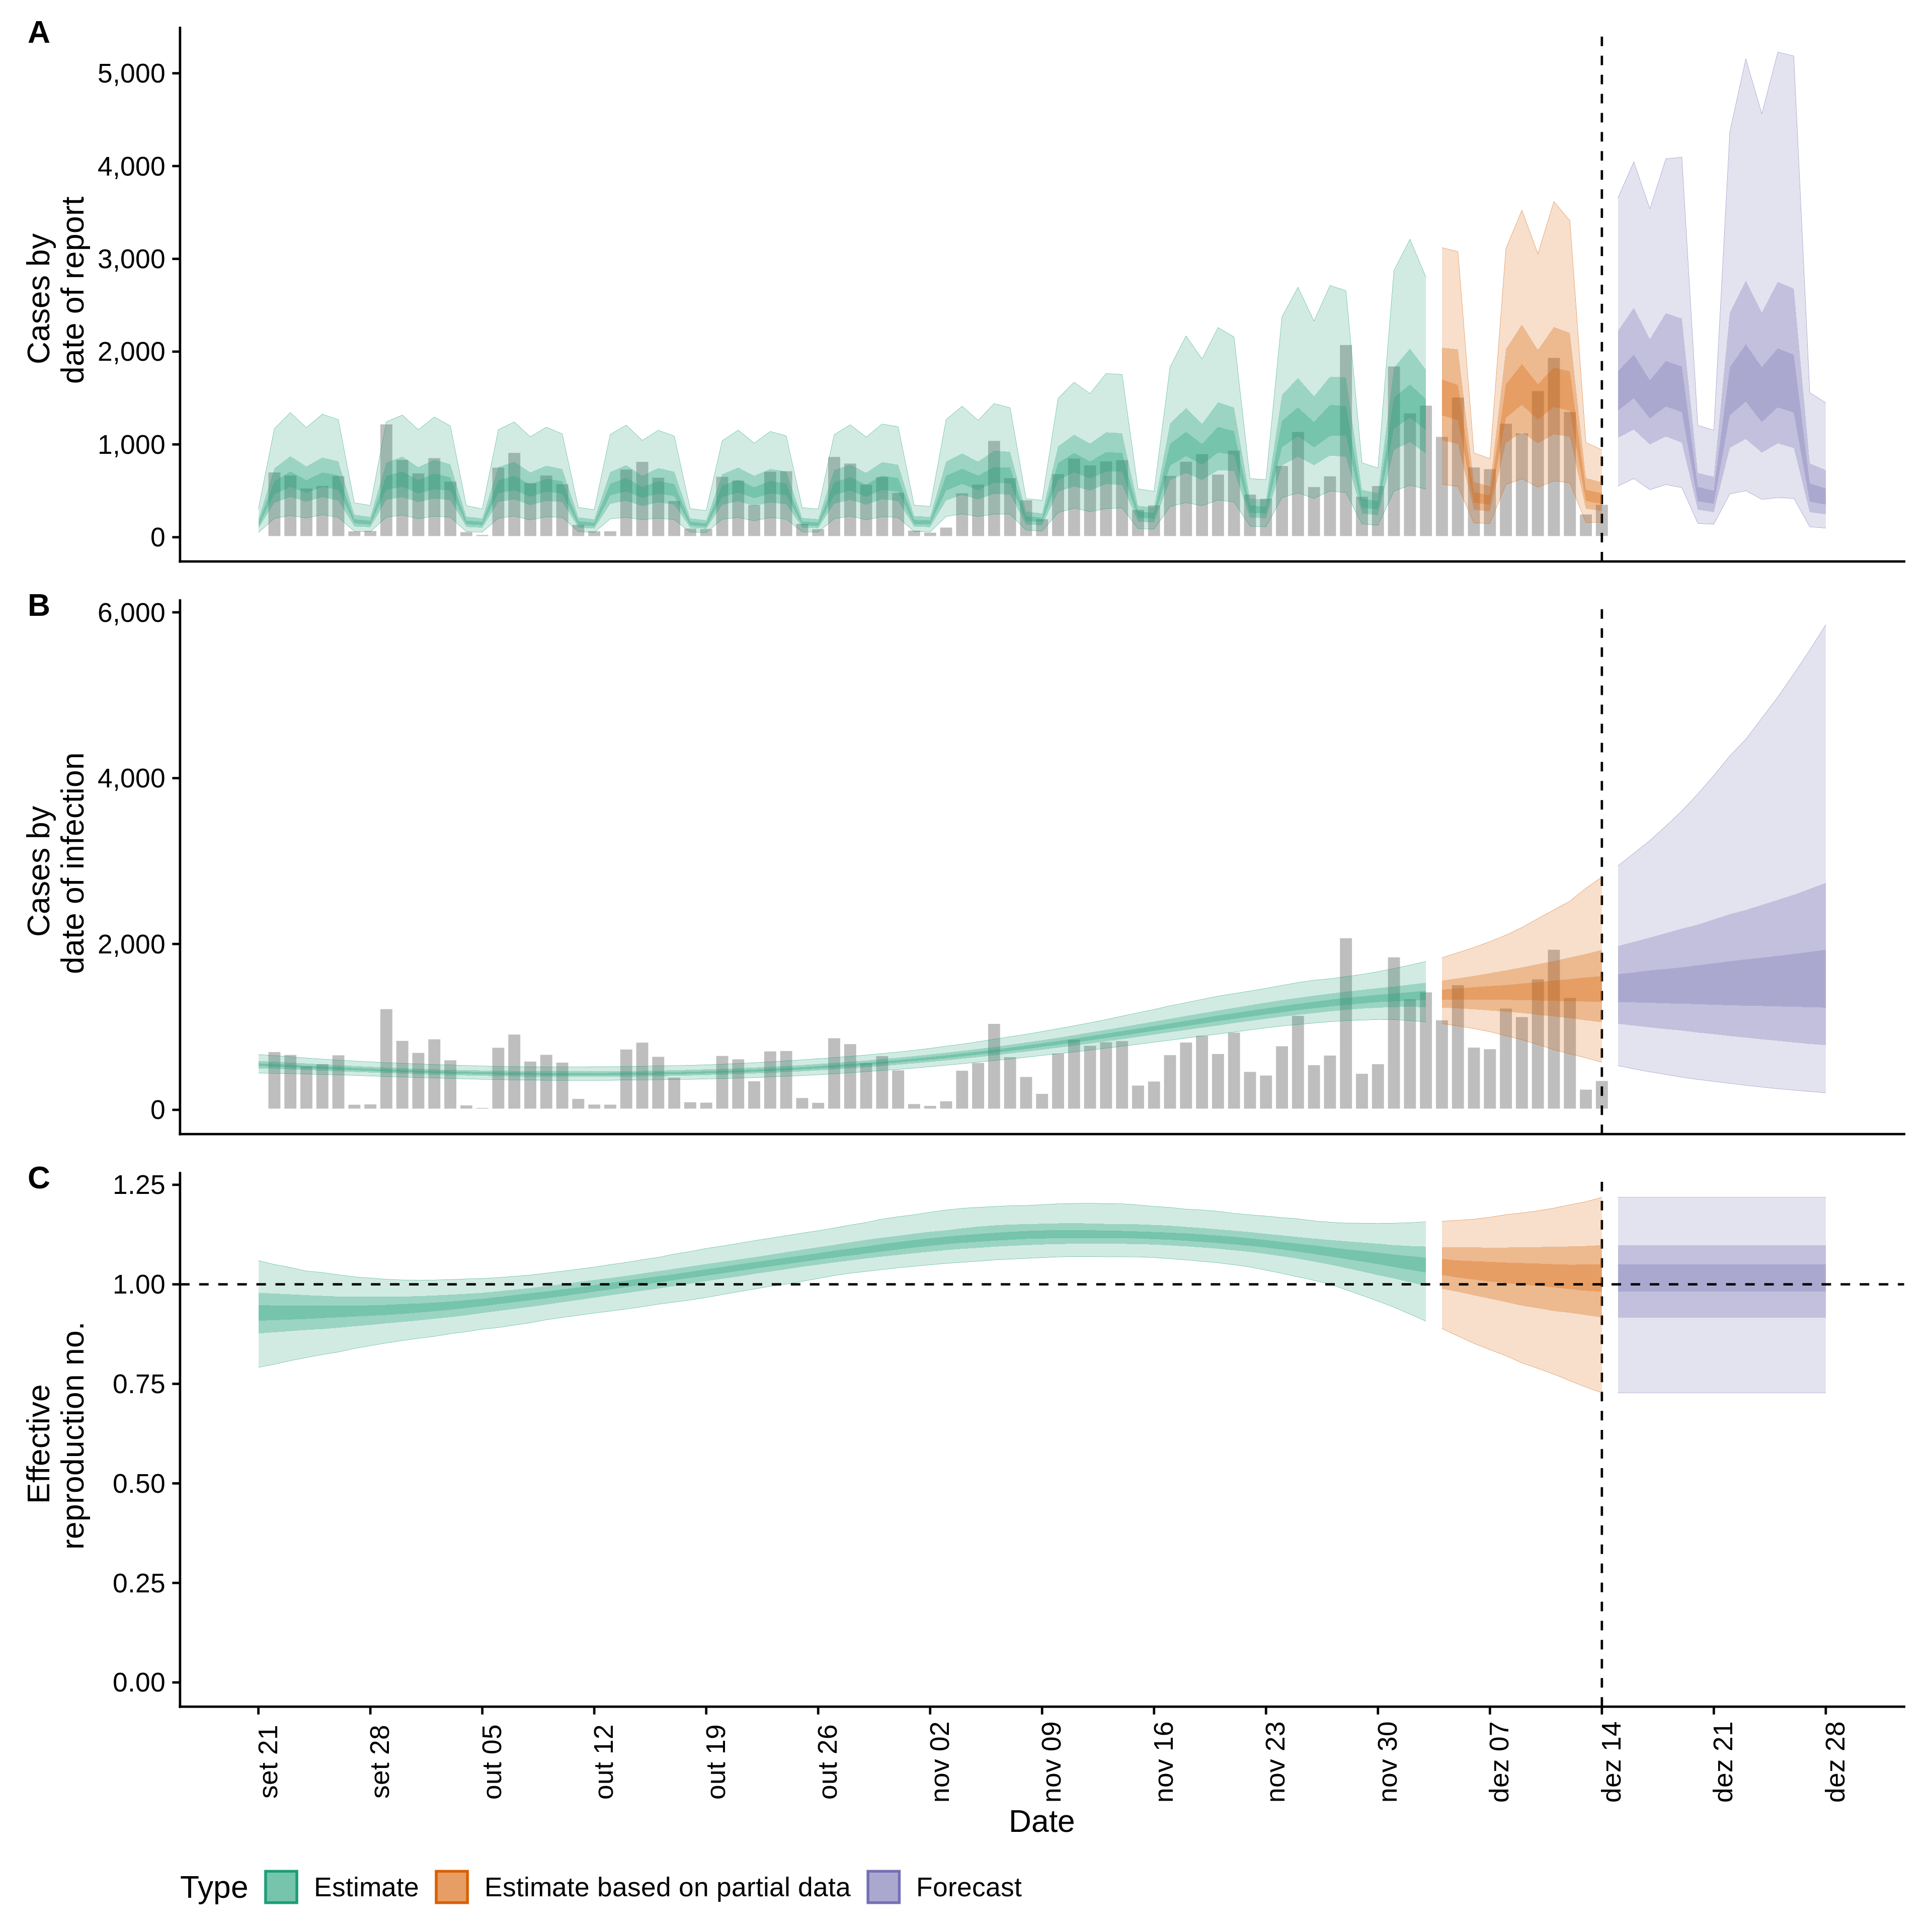 A
5,000
4,000
3,000
2,000
1,000
0
Cases by
date of report
B
6,000
4,000
2,000
0
Cases by
date of infection
C
1.25
1.00
0.75
0.50
0.25
0.00
Effective
reproduction no.
set 21
set 28
out 05
out 12
out 19
out 26
nov 02
nov 09
nov 16
nov 23
nov 30
dez 07
dez 14
dez 21
dez 28
Date
Type Estimate Estimate based on partial data Forecast